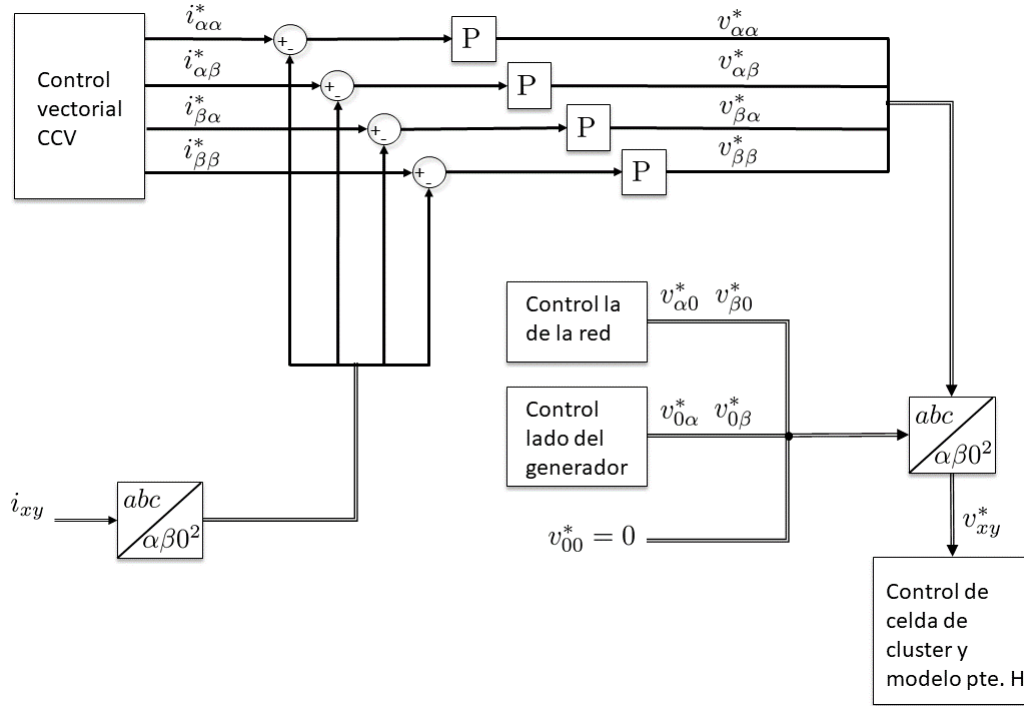 i*αα
P
v*αα
Control
vectorial
CCV
i*αβ
P
v*αβ
i*βα
P
v*βα
i*ββ
P
v*ββ
+ -
+ -
+ -
+ -
Control la
de la red
v*α0 v*β0
Control
lado del
generador
v*0α v*0β
abc
αβ0²
ixy
abc
αβ0²
v*00 = 0
v*xy
Control de
celda de
cluster y
modelo pte. H